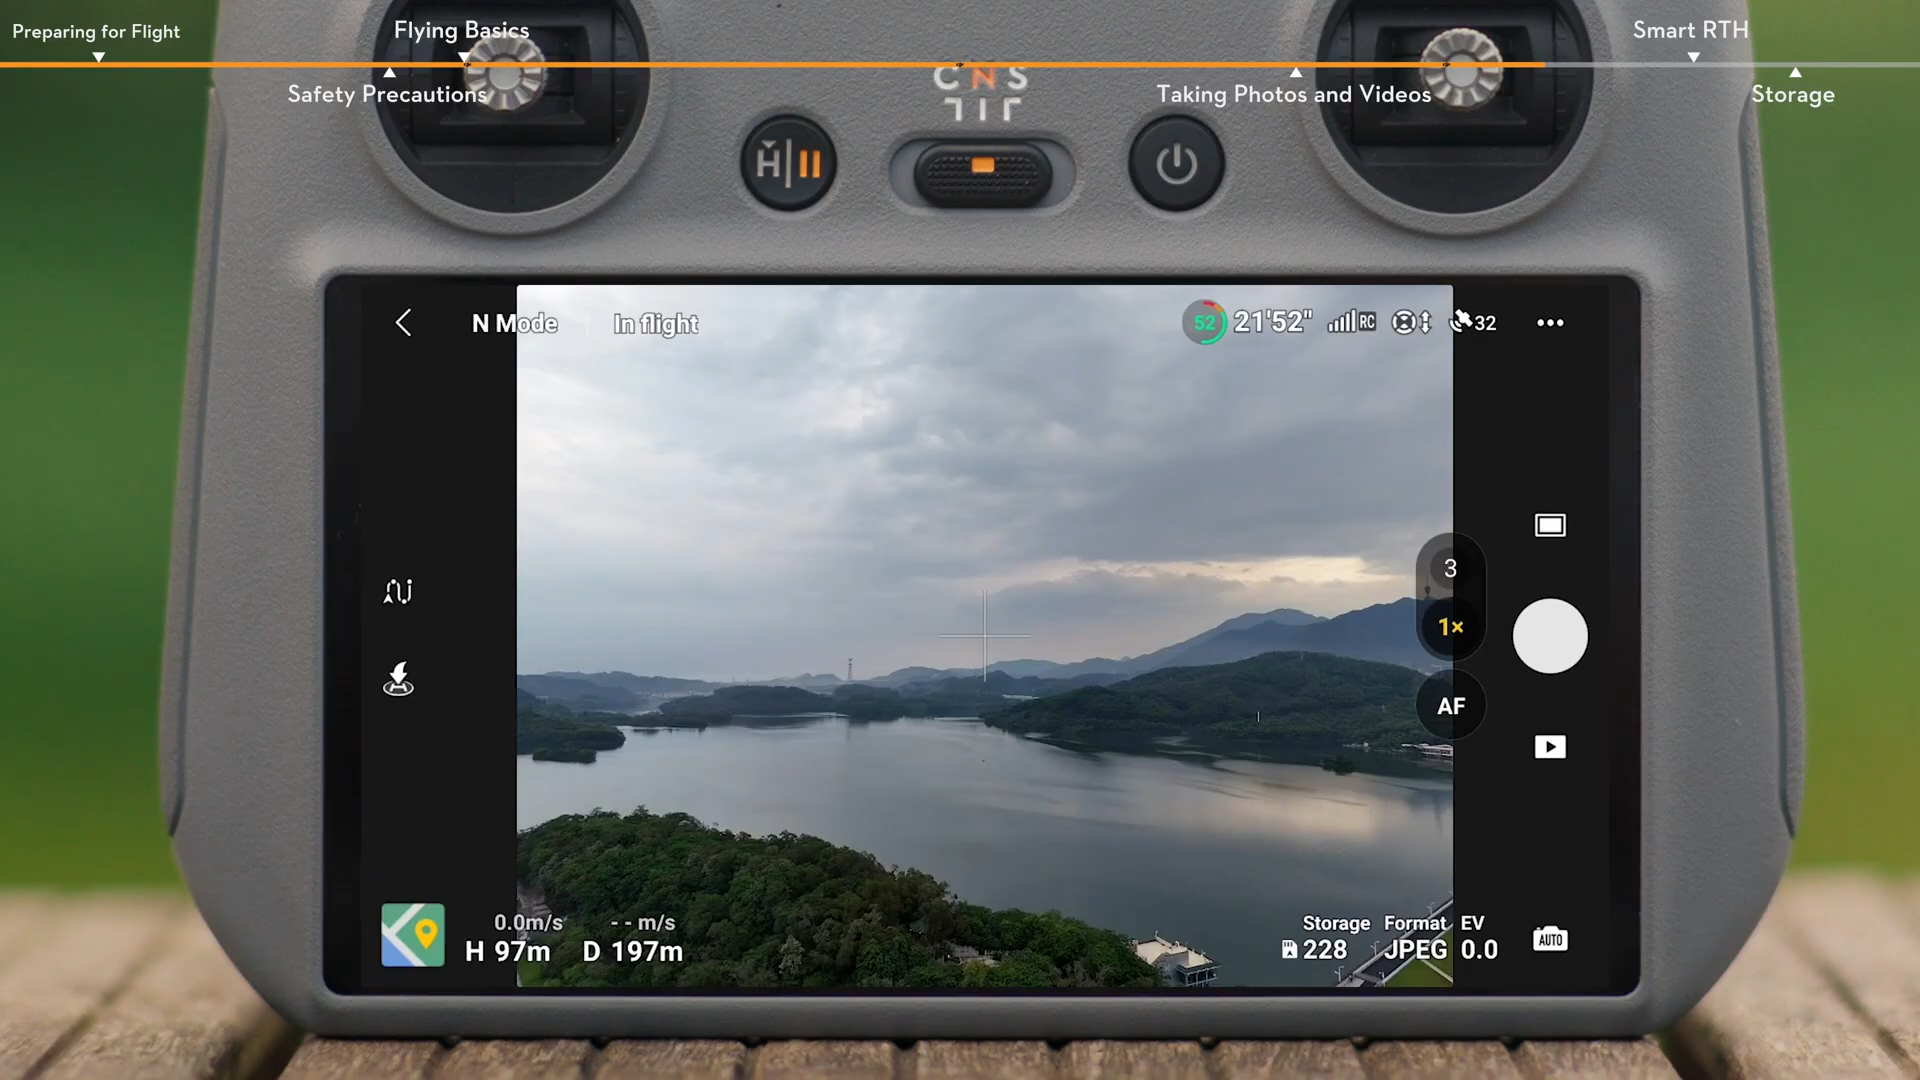 Preparing for Flight
Flying Basics
Smart RTH
Safety Precautions
Taking Photos and Videos
Storage
C N S
H
N Mode
In flight
52
21'52"
RC
32
3
1×
AF
0.0m/s
- - m/s
H 97m
D 197m
Storage
Format
EV
228
JPEG
0.0
AUTO